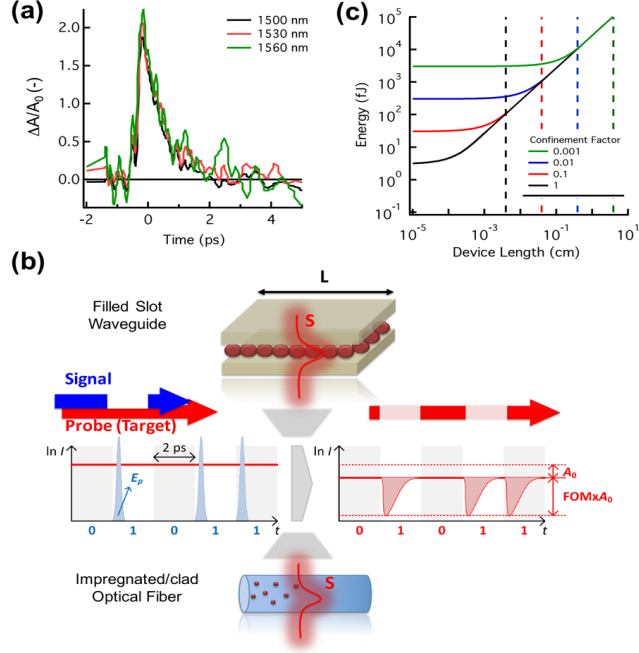 (a)
1500 nm
1530 nm
1560 nm
2.0
1.5
1.0
0.5
0.0
ΔA/A₀ (-)
-2
0
2
4
Time (ps)
(c)
10⁵
10⁴
10³
10²
10¹
10⁰
10⁻¹
Energy (fJ)
Confinement Factor
0.001
0.01
0.1
1
10⁻⁵
10⁻³
10⁻¹
10¹
Device Length (cm)
(b)
L
Filled Slot
Waveguide
S
Signal
Probe (Target)
ln I
2 ps
Eₚ
0 1 0 1 1 t
ln I
A₀
FOMxA₀
0 1 0 1 1 t
Impregnated/clad
Optical Fiber
S